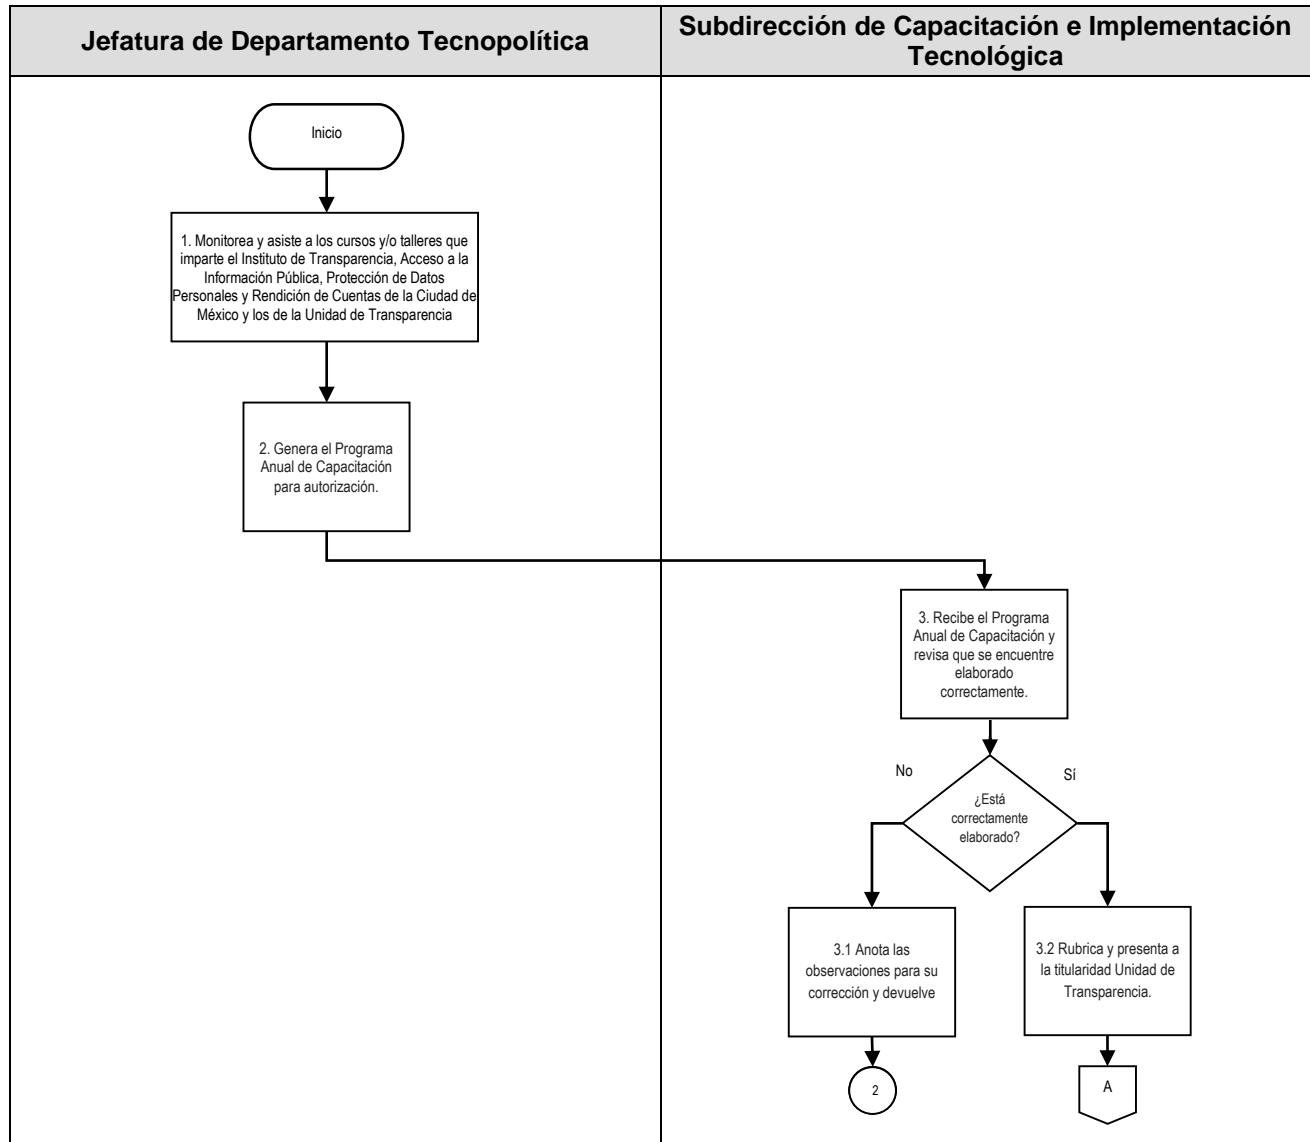 Jefatura de Departamento Tecnopolítica
Subdirección de Capacitación e Implementación
Tecnológica
Inicio
1. Monitorea y asiste a los cursos y/o talleres que
imparte el Instituto de Transparencia, Acceso a la
Información Pública, Protección de Datos
Personales y Rendición de Cuentas de la Ciudad de
México y los de la Unidad de Transparencia
2. Genera el Programa
Anual de Capacitación
para autorización.
3. Recibe el Programa
Anual de Capacitación y
revisa que se encuentre
elaborado
correctamente.
No
Sí
¿Está
correctamente
elaborado?
3.1 Anota las
observaciones para su
corrección y devuelve
3.2 Rubrica y presenta a
la titularidad Unidad de
Transparencia.
2
A